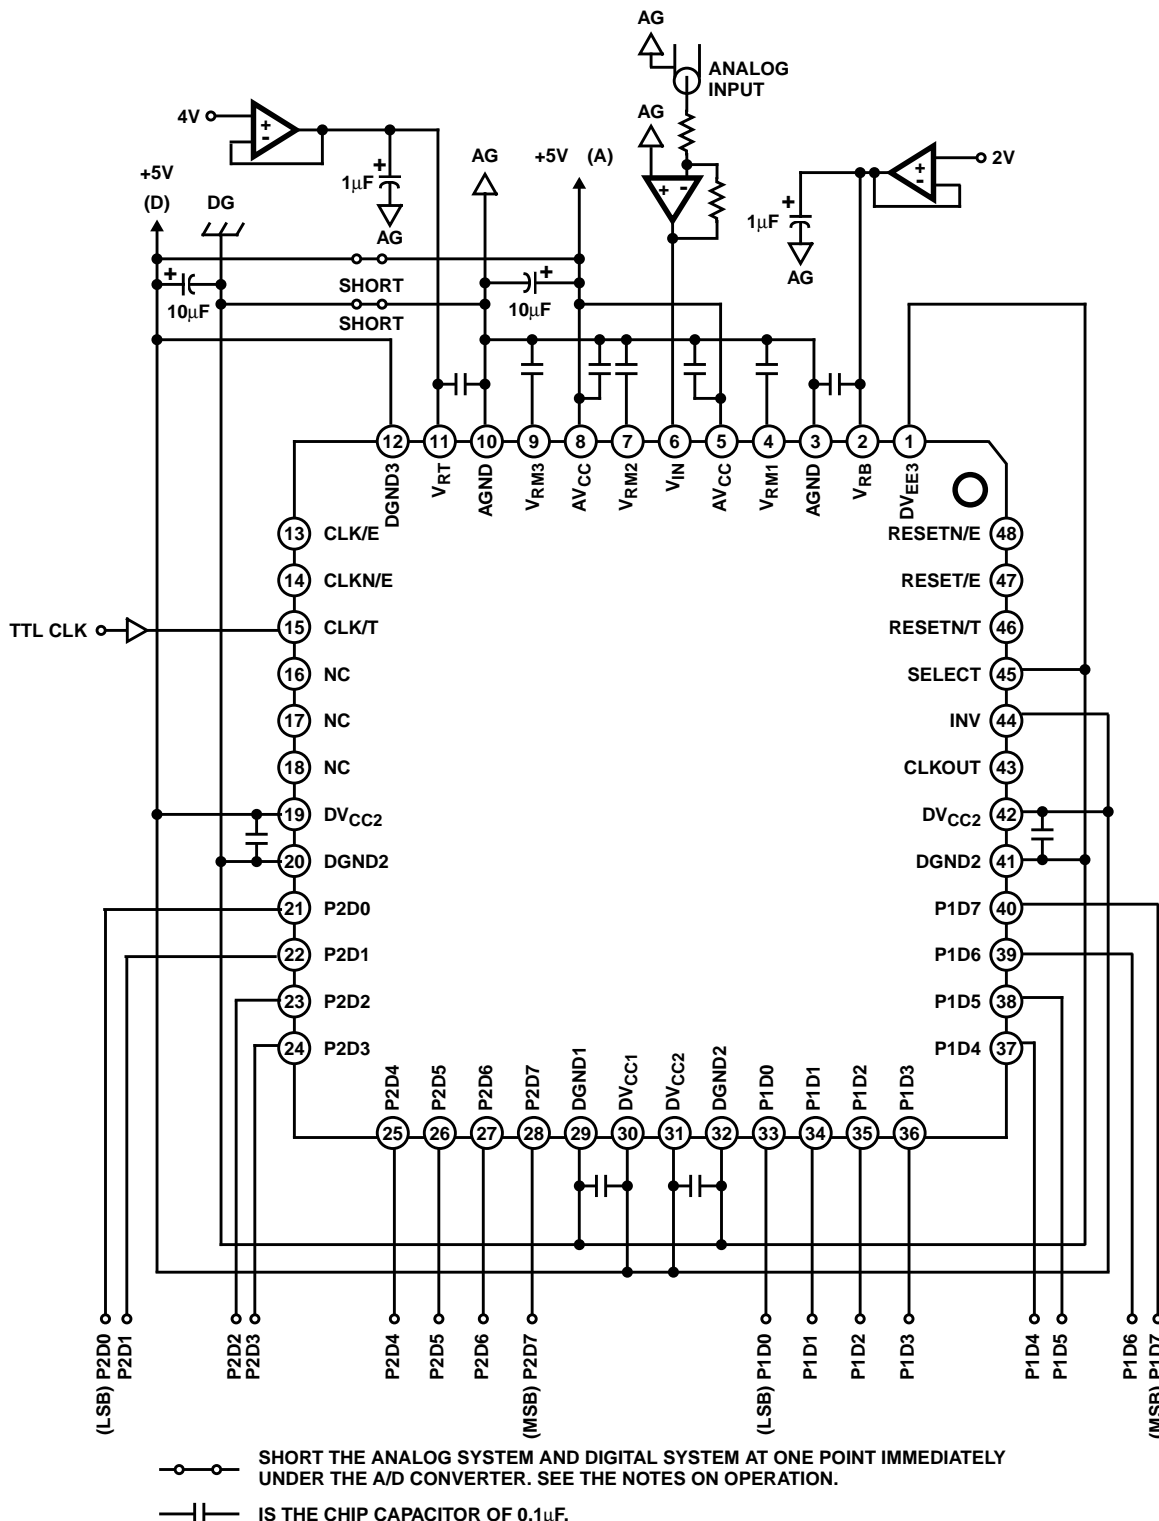 AG
ANALOG
INPUT
4V
+
-
AG
+5V
(A)
AG
+ -
+
-
2V
+5V
(D)
DG
+
1µF
AG
+
1µF
AG
+
10µF
SHORT
SHORT
+
10µF
12
11
10
9
8
7
6
5
4
3
2
1
DGND3
VRT
AGND
VRM3
AVCC
VRM2
VIN
AVCC
VRM1
AGND
VRB
DVEE3
13 CLK/E
14 CLKN/E
TTL CLK
15 CLK/T
16 NC
17 NC
18 NC
19 DVCC2
20 DGND2
21 P2D0
22 P2D1
23 P2D2
24 P2D3
RESETN/E 48
RESET/E 47
RESETN/T 46
SELECT 45
INV 44
CLKOUT 43
DVCC2 42
DGND2 41
P1D7 40
P1D6 39
P1D5 38
P1D4 37
P2D4
P2D5
P2D6
P2D7
DGND1
DVCC1
DVCC2
DGND2
P1D0
P1D1
P1D2
P1D3
25
26
27
28
29
30
31
32
33
34
35
36
(LSB) P2D0
P2D1
P2D2
P2D3
P2D4
P2D5
P2D6
(MSB) P2D7
(LSB) P1D0
P1D1
P1D2
P1D3
P1D4
P1D5
P1D6
(MSB) P1D7
SHORT THE ANALOG SYSTEM AND DIGITAL SYSTEM AT ONE POINT IMMEDIATELY
UNDER THE A/D CONVERTER. SEE THE NOTES ON OPERATION.
IS THE CHIP CAPACITOR OF 0.1µF.